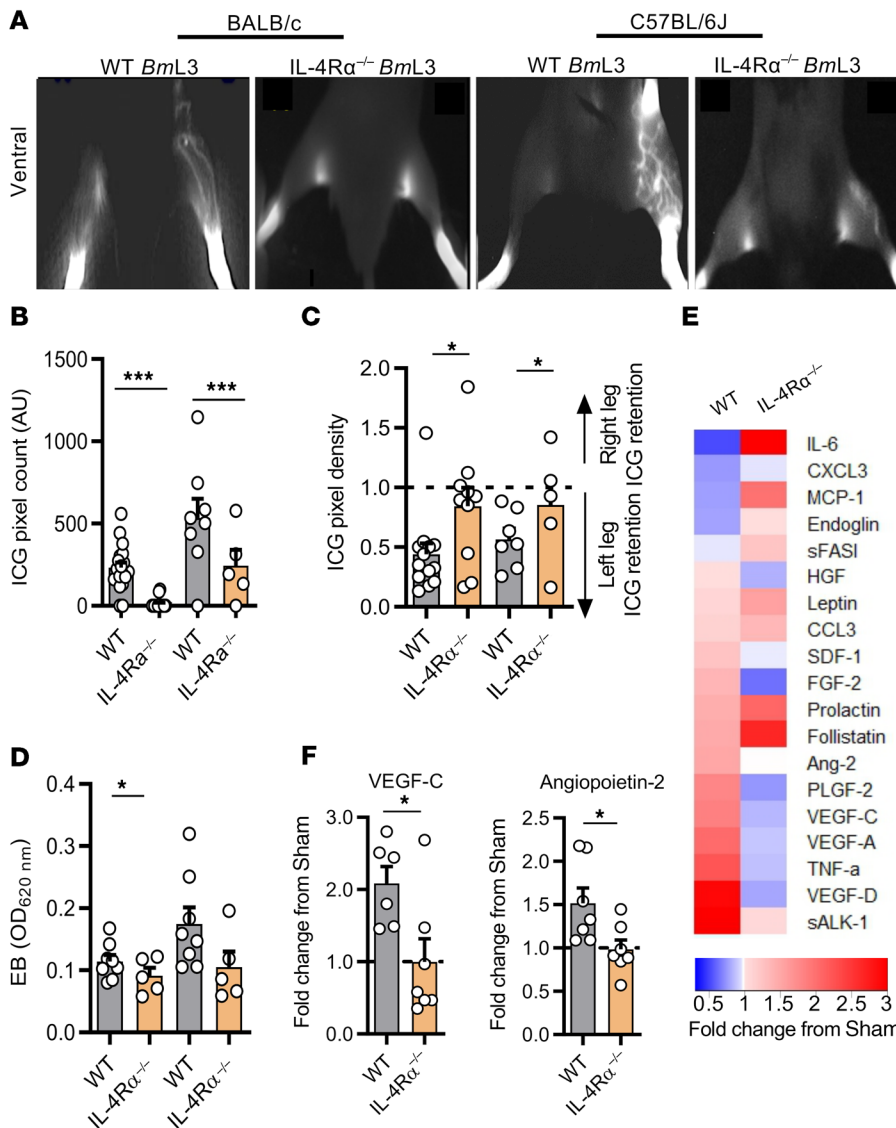 A
BALB/c
C57BL/6J
WT BmL3
IL-4Rα–/– BmL3
WT BmL3
IL-4Rα–/– BmL3
Ventral
B
ICG pixel count (AU)
1500
1000
500
0
***
***
WT
IL-4Ra–/–
WT
IL-4Ra–/–
C
ICG pixel density
2.0
1.5
1.0
0.5
0.0
*
*
WT
IL-4Rα–/–
WT
IL-4Rα–/–
Right leg
ICG retention
Left leg
ICG retention
E
WT
IL-4Rα–/–
IL-6
CXCL3
MCP-1
Endoglin
sFASI
HGF
Leptin
CCL3
SDF-1
FGF-2
Prolactin
Follistatin
Ang-2
PLGF-2
VEGF-C
VEGF-A
TNF-a
VEGF-D
sALK-1
0.5 1 1.5 2 2.5 3
Fold change from Sham
D
EB (OD620 nm)
0.4
0.3
0.2
0.1
0.0
*
WT
IL-4Rα–/–
WT
IL-4Rα–/–
F
VEGF-C
Fold change from Sham
3.0
2.0
1.0
0.0
*
WT
IL-4Rα–/–
Angiopoietin-2
Fold change from Sham
2.5
2.0
1.5
1.0
0.5
0.0
*
WT
IL-4Rα–/–